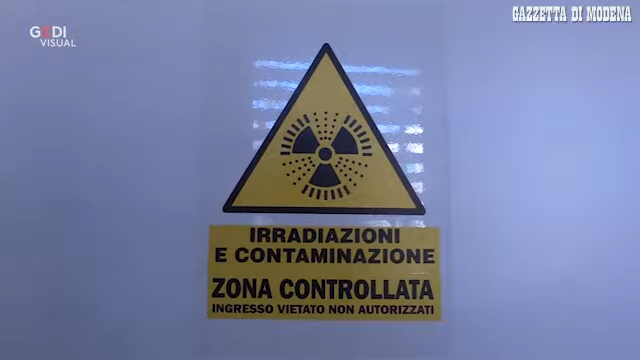 GEDI
VISUAL
GAZZETTA DI MODENA
IRRADIAZIONI
E CONTAMINAZIONE
ZONA CONTROLLATA
INGRESSO VIETATO NON AUTORIZZATI